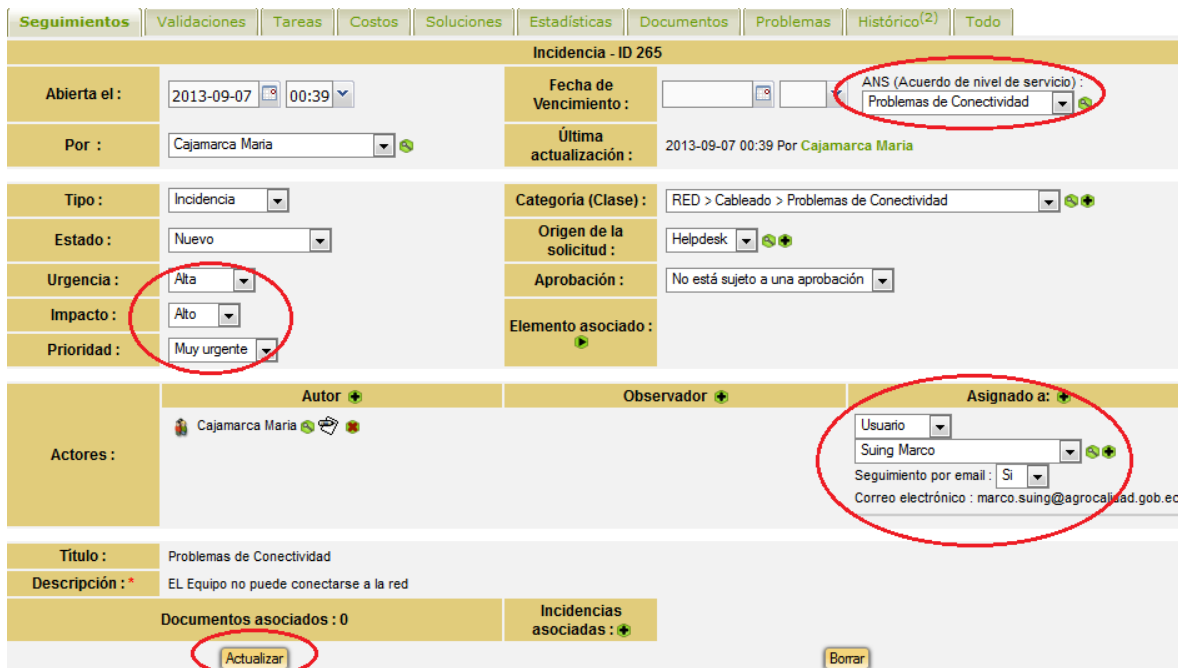 Seguimientos Validaciones Tareas Costos Soluciones Estadísticas Documentos Problemas Histórico(2) Todo
Incidencia - ID 265
Abierta el : 2013-09-07 00:39 Fecha de Vencimiento : ANS (Acuerdo de nivel de servicio) :
Problemas de Conectividad
Por : Cajamarca Maria Última actualización : 2013-09-07 00:39 Por Cajamarca Maria
Tipo : Incidencia Categoría (Clase) : RED > Cableado > Problemas de Conectividad
Estado : Nuevo Origen de la solicitud : Helpdesk
Urgencia : Alta Aprobación : No está sujeto a una aprobación
Impacto : Alto Elemento asociado :
Prioridad : Muy urgente
Autor Observador Asignado a:
Actores : Cajamarca Maria Usuario
Suing Marco
Seguimiento por email : Si
Correo electrónico : marco.suing@agrocalidad.gob.ec
Título : Problemas de Conectividad
Descripción : * EL Equipo no puede conectarse a la red
Documentos asociados : 0 Incidencias asociadas :
Actualizar Borrar